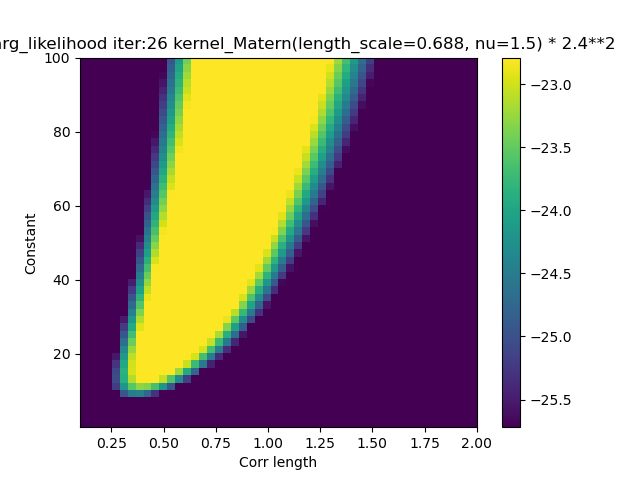 arg_likelihood iter:26 kernel_Matern(length_scale=0.688, nu=1.5) * 2.4**2
100
80
60
40
20
Constant
0.25 0.50 0.75 1.00 1.25 1.50 1.75 2.00
Corr length
−23.0
−23.5
−24.0
−24.5
−25.0
−25.5